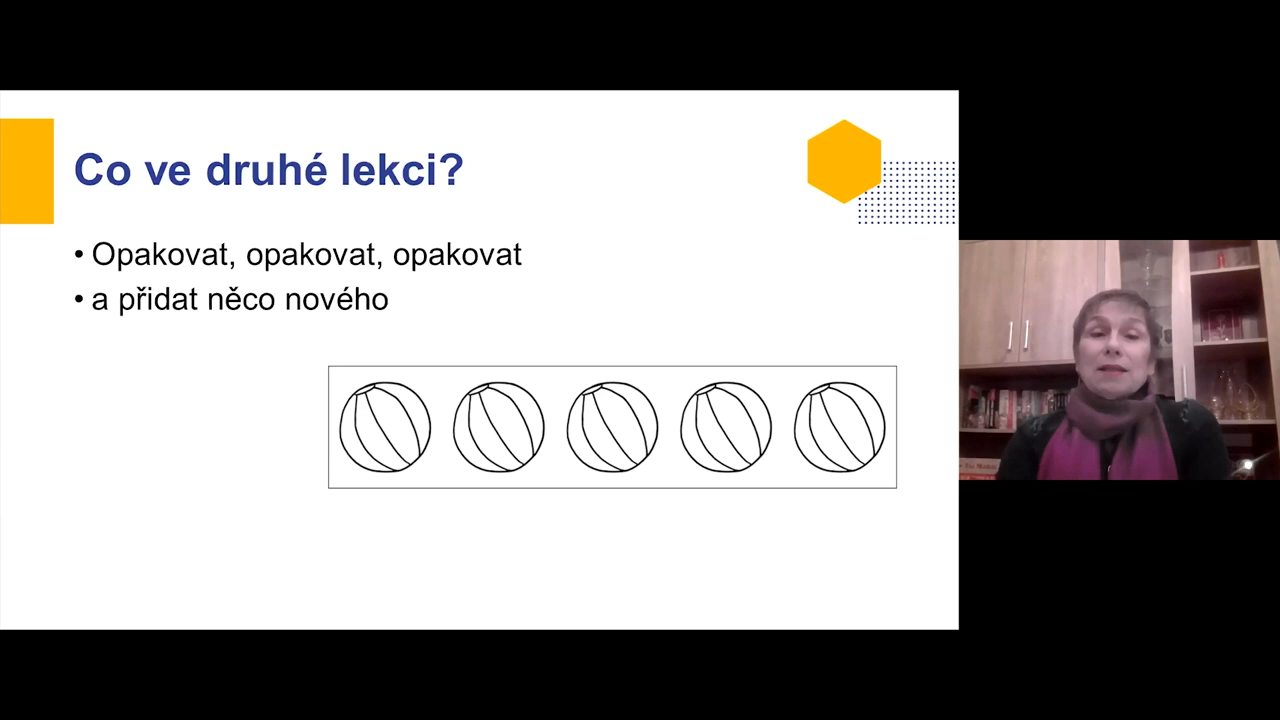 Co ve druhé lekci?
• Opakovat, opakovat, opakovat
• a přidat něco nového